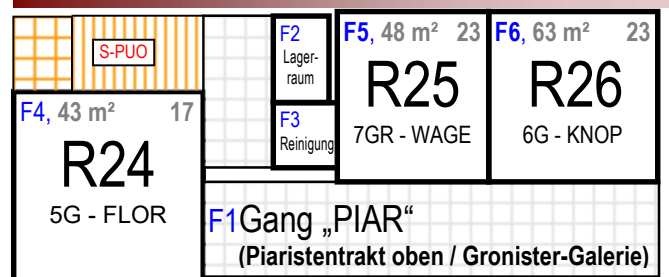 S-PUO
F2
Lager-
raum
F3
Reinigung
F5, 48 m² 23
R25
7GR - WAGE
F6, 63 m² 23
R26
6G - KNOP
F4, 43 m² 17
R24
5G - FLOR
F1Gang „PIAR“
(Piaristentrakt oben / Gronister-Galerie)